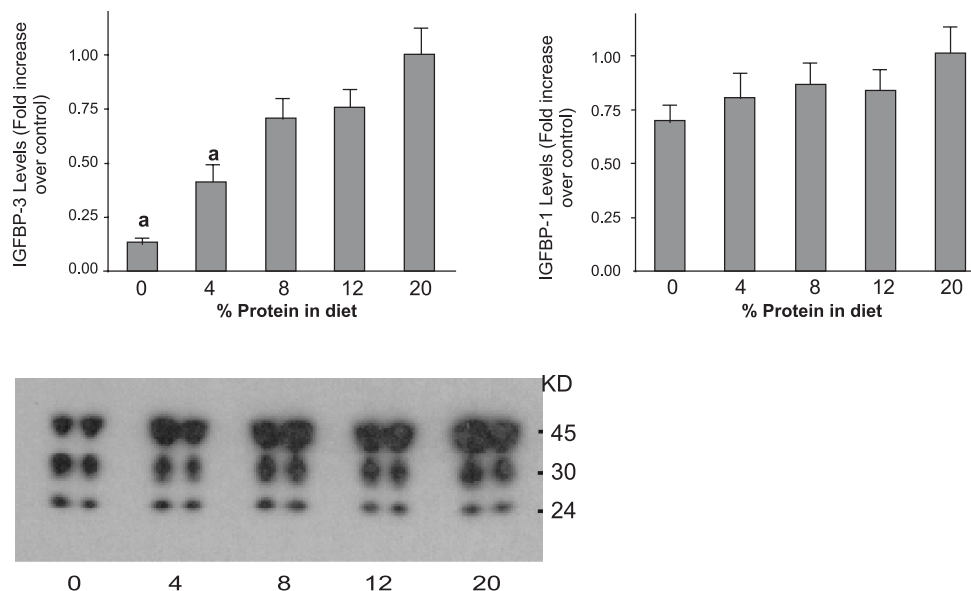 IGFBP-3 Levels (Fold increase
over control)
1.00
0.75
0.50
0.25
0.00
a
a
0 4 8 12 20
% Protein in diet
IGFBP-1 Levels (Fold increase
over control)
1.00
0.75
0.50
0.25
0.00
0 4 8 12 20
% Protein in diet
KD
45
30
24
0 4 8 12 20